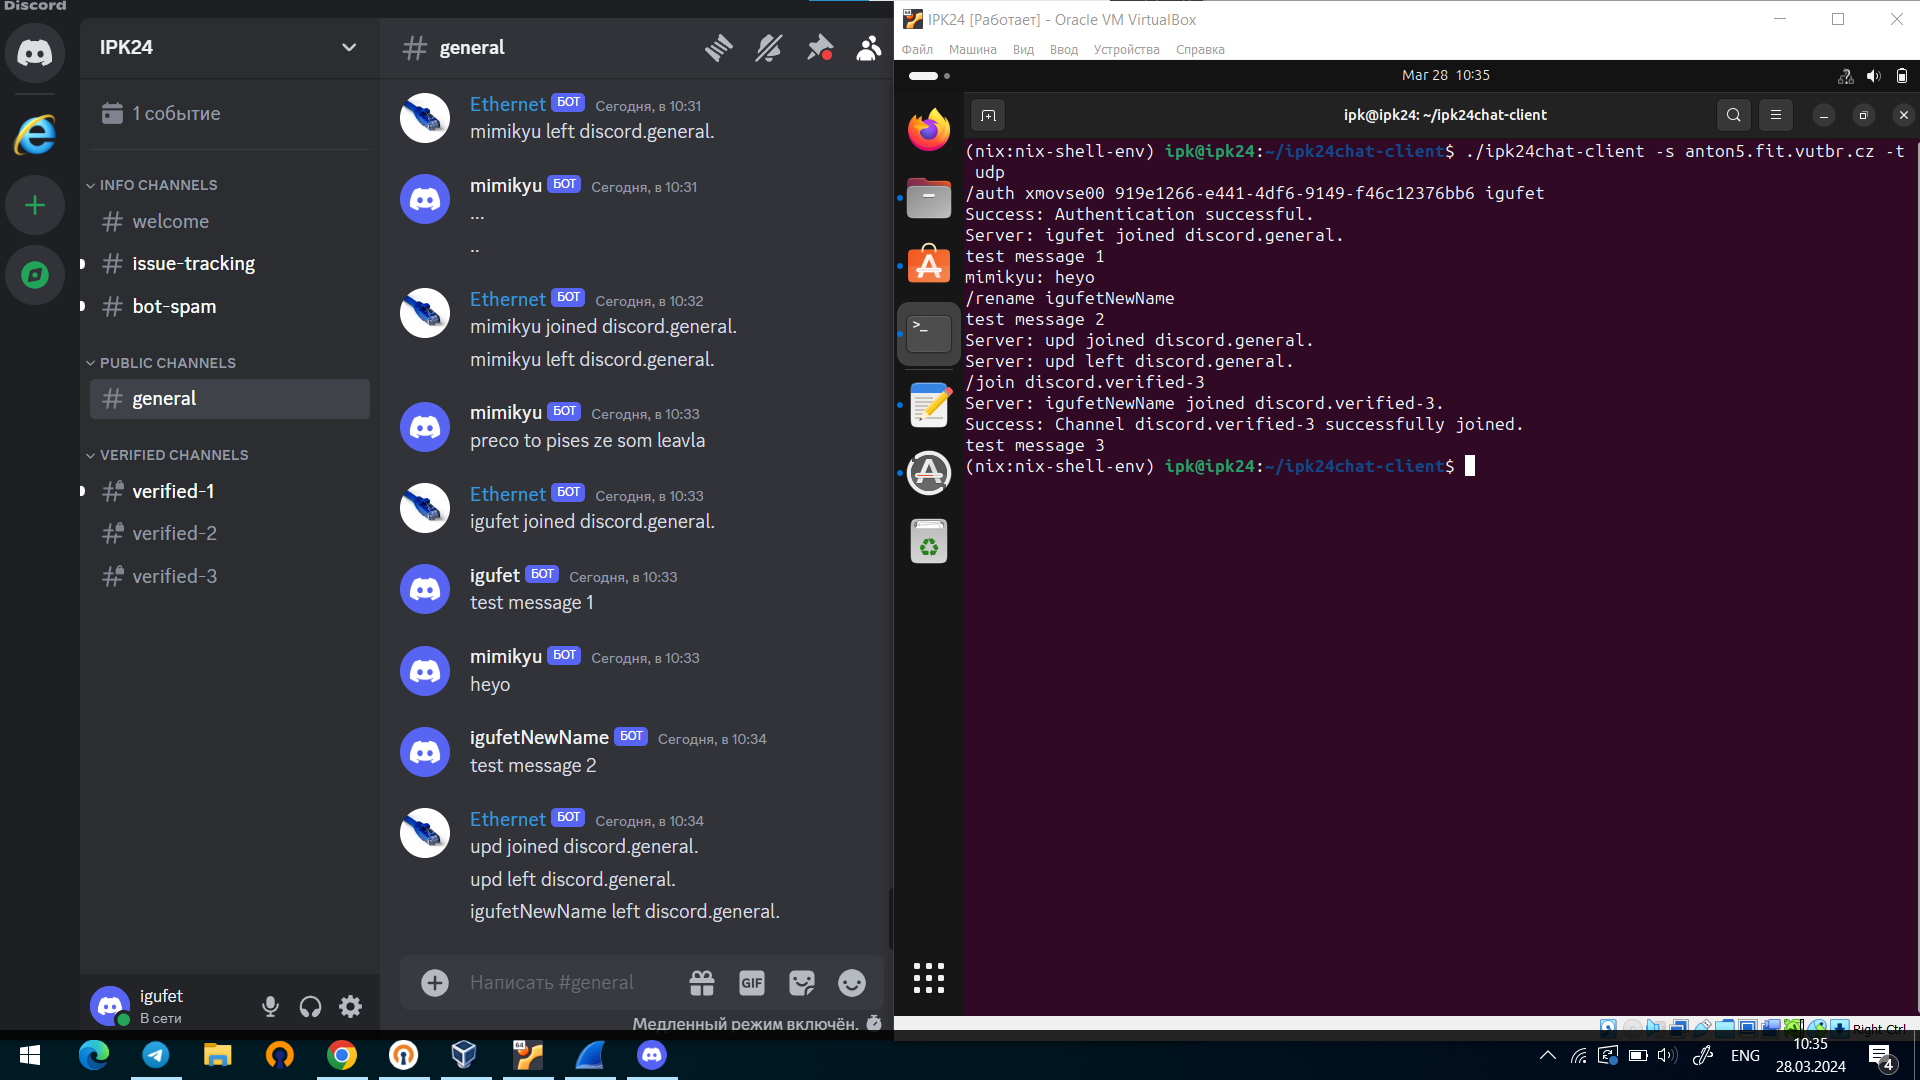 Discord
IPK24
1 событие
INFO CHANNELS
welcome
issue-tracking
bot-spam
PUBLIC CHANNELS
general
VERIFIED CHANNELS
verified-1
verified-2
verified-3
igufet
В сети
general
Ethernet БОТ Сегодня, в 10:31
mimikyu left discord.general.
mimikyu БОТ Сегодня, в 10:31
...
..
Ethernet БОТ Сегодня, в 10:32
mimikyu joined discord.general.
mimikyu left discord.general.
mimikyu БОТ Сегодня, в 10:33
preco to pises ze som leavla
Ethernet БОТ Сегодня, в 10:33
igufet joined discord.general.
igufet БОТ Сегодня, в 10:33
test message 1
mimikyu БОТ Сегодня, в 10:33
heyo
igufetNewName БОТ Сегодня, в 10:34
test message 2
Ethernet БОТ Сегодня, в 10:34
upd joined discord.general.
upd left discord.general.
igufetNewName left discord.general.
Написать #general
GIF
Медленный режим включён.
IPK24 [Работает] - Oracle VM VirtualBox
Файл Машина Вид Ввод Устройства Справка
Mar 28 10:35
ipk@ipk24: ~/ipk24chat-client
(nix:nix-shell-env) ipk@ipk24:~/ipk24chat-client$ ./ipk24chat-client -s anton5.fit.vutbr.cz -t
udp
/auth xmovse00 919e1266-e441-4df6-9149-f46c12376bb6 igufet
Success: Authentication successful.
Server: igufet joined discord.general.
test message 1
mimikyu: heyo
/rename igufetNewName
test message 2
Server: upd joined discord.general.
Server: upd left discord.general.
/join discord.verified-3
Server: igufetNewName joined discord.verified-3.
Success: Channel discord.verified-3 successfully joined.
test message 3
(nix:nix-shell-env) ipk@ipk24:~/ipk24chat-client$
Right Ctrl
ENG
10:35
28.03.2024
4